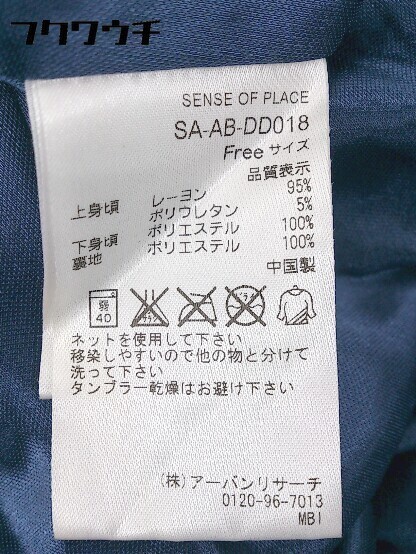 フクワウチ
SENSE OF PLACE
SA-AB-DD018
Free サイズ
品質表示
上身頃 レーヨン 95%
ポリウレタン 5%
下身頃 ポリエステル 100%
裏地 ポリエステル 100%
中国製
弱 40
ネットを使用して下さい
移染しやすいので他の物と分けて
洗って下さい
タンブラー乾燥はお避け下さい
(株) アーバンリサーチ
0120-96-7013
MBI